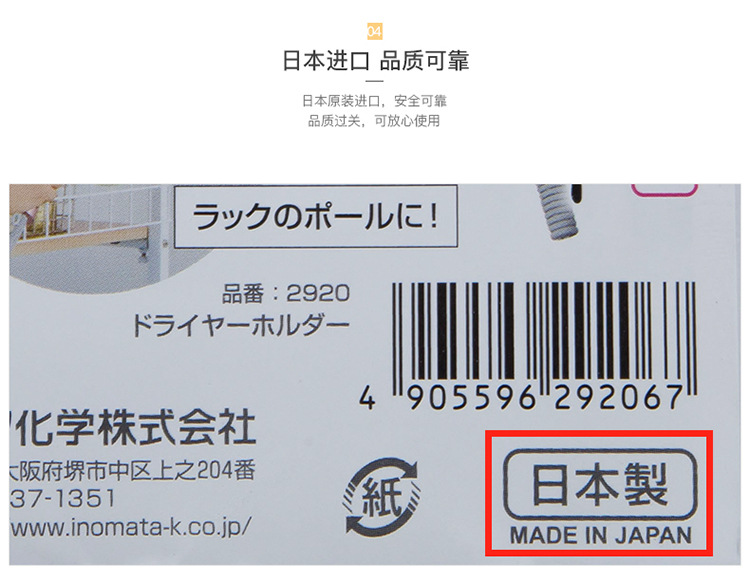 04
日本进口 品质可靠
日本原装进口，安全可靠
品质过关，可放心使用
ラックのポールに!
品番：2920
ドライヤーホルダー
4 905596 292067
化学株式会社
大阪府堺市中区上之204番
37-1351
www.inomata-k.co.jp/
紙
日本製
MADE IN JAPAN